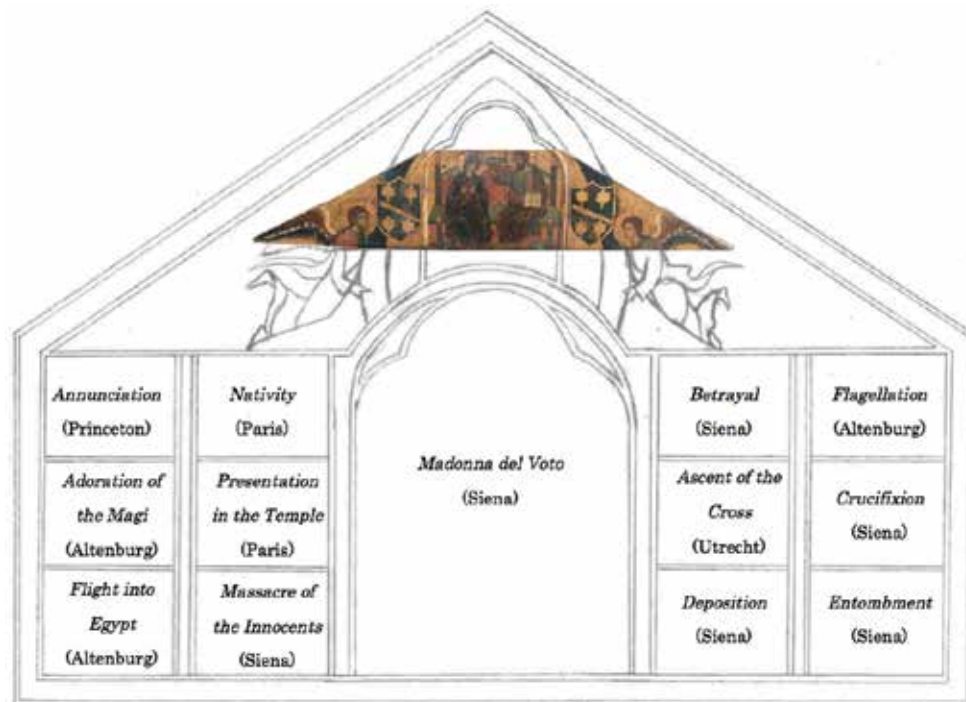 Annunciation
(Princeton)
Nativity
(Paris)
Adoration of
the Magi
(Altenburg)
Presentation
in the Temple
(Paris)
Flight into
Egypt
(Altenburg)
Massacre of
the Innocents
(Siena)
Madonna del Voto
(Siena)
Betrayal
(Siena)
Flagellation
(Altenburg)
Ascent of the
Cross
(Utrecht)
Crucifixion
(Siena)
Deposition
(Siena)
Entombment
(Siena)